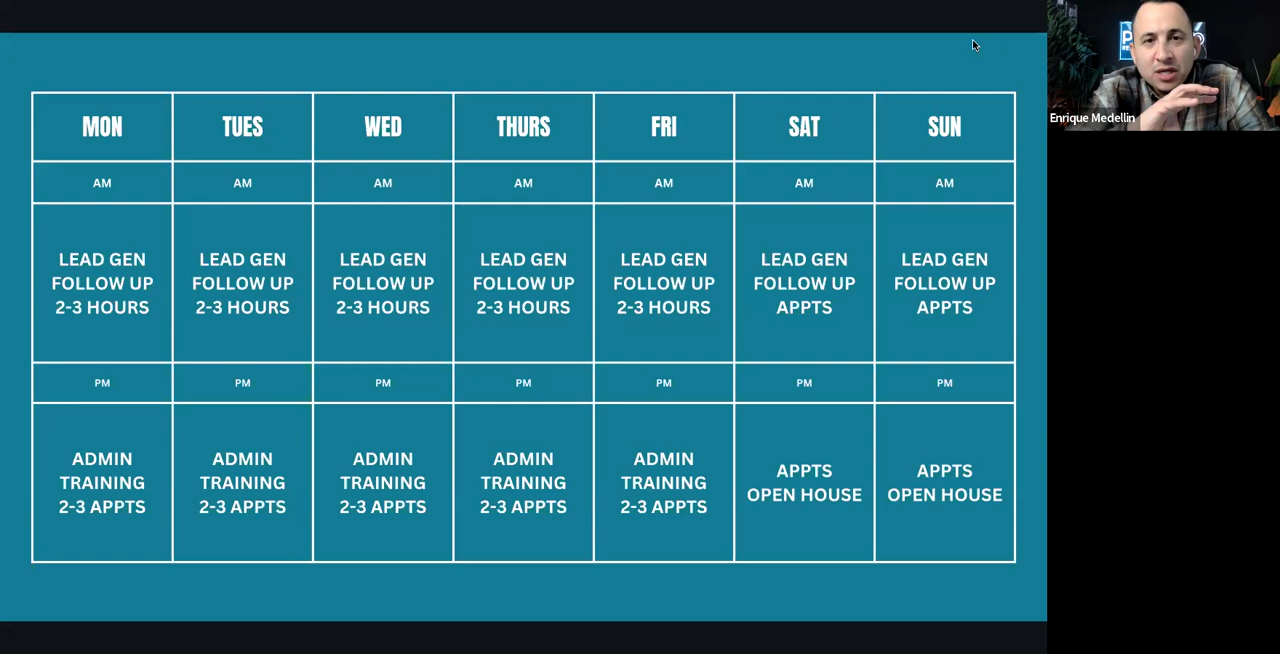 MON TUES WED THURS FRI SAT SUN
AM AM AM AM AM AM AM
LEAD GEN LEAD GEN LEAD GEN LEAD GEN LEAD GEN LEAD GEN LEAD GEN
FOLLOW UP FOLLOW UP FOLLOW UP FOLLOW UP FOLLOW UP FOLLOW UP FOLLOW UP
2-3 HOURS 2-3 HOURS 2-3 HOURS 2-3 HOURS 2-3 HOURS APPTS APPTS
PM PM PM PM PM PM PM
ADMIN ADMIN ADMIN ADMIN ADMIN
TRAINING TRAINING TRAINING TRAINING TRAINING APPTS APPTS
2-3 APPTS 2-3 APPTS 2-3 APPTS 2-3 APPTS 2-3 APPTS OPEN HOUSE OPEN HOUSE
Enrique Medellin